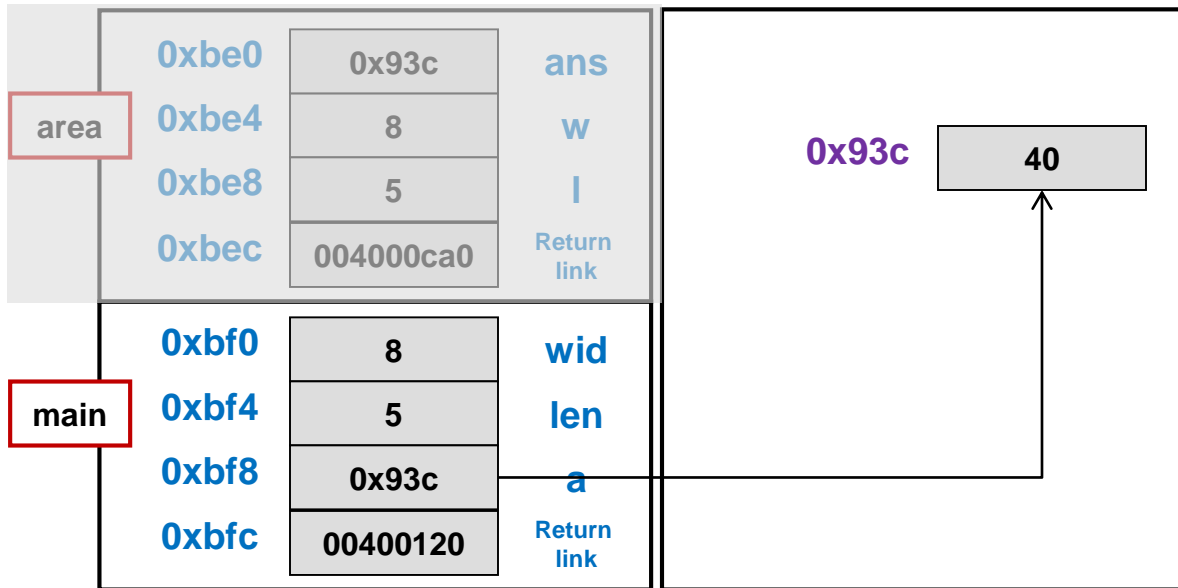 0xbe0 0x93c ans
area 0xbe4 8 w
0xbe8 5 l
0xbec 004000ca0 Return
link
0x93c 40
0xbf0 8 wid
main 0xbf4 5 len
0xbf8 0x93c a
0xbfc 00400120 Return
link